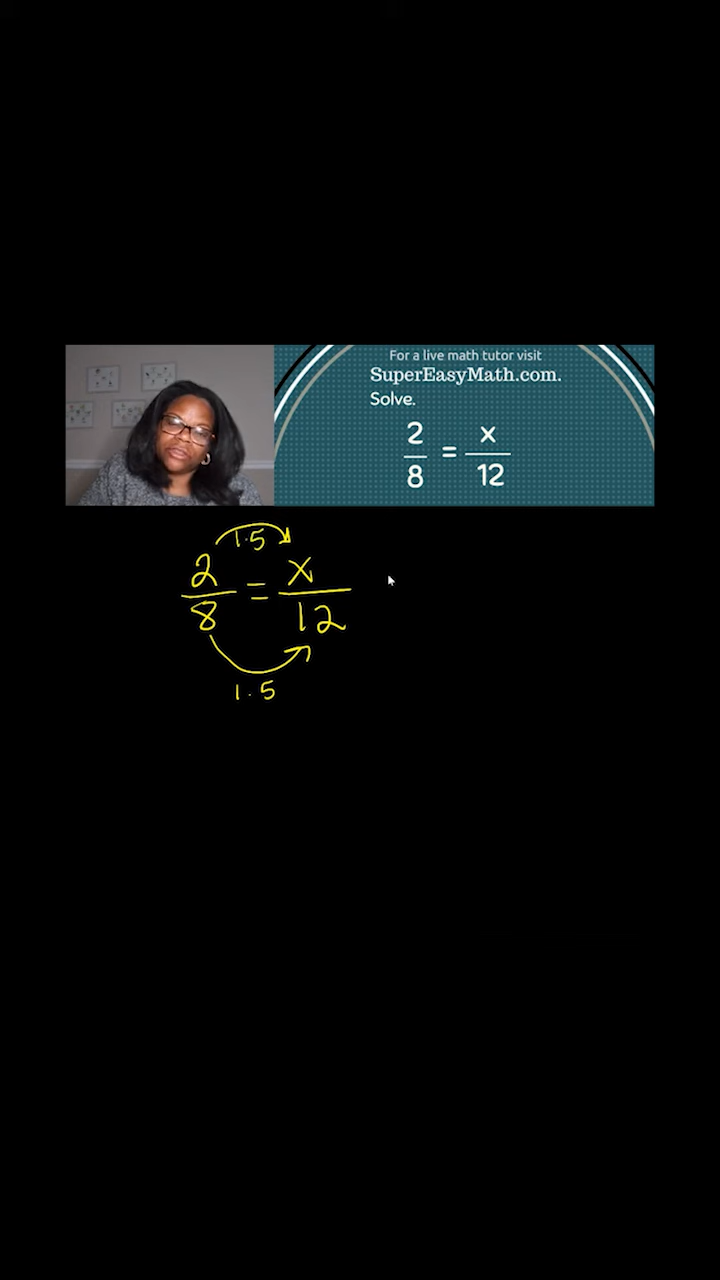 For a live math tutor visit
SuperEasyMath.com.
Solve.
2/8 = x/12
1.5
2/8 = x/12
1.5